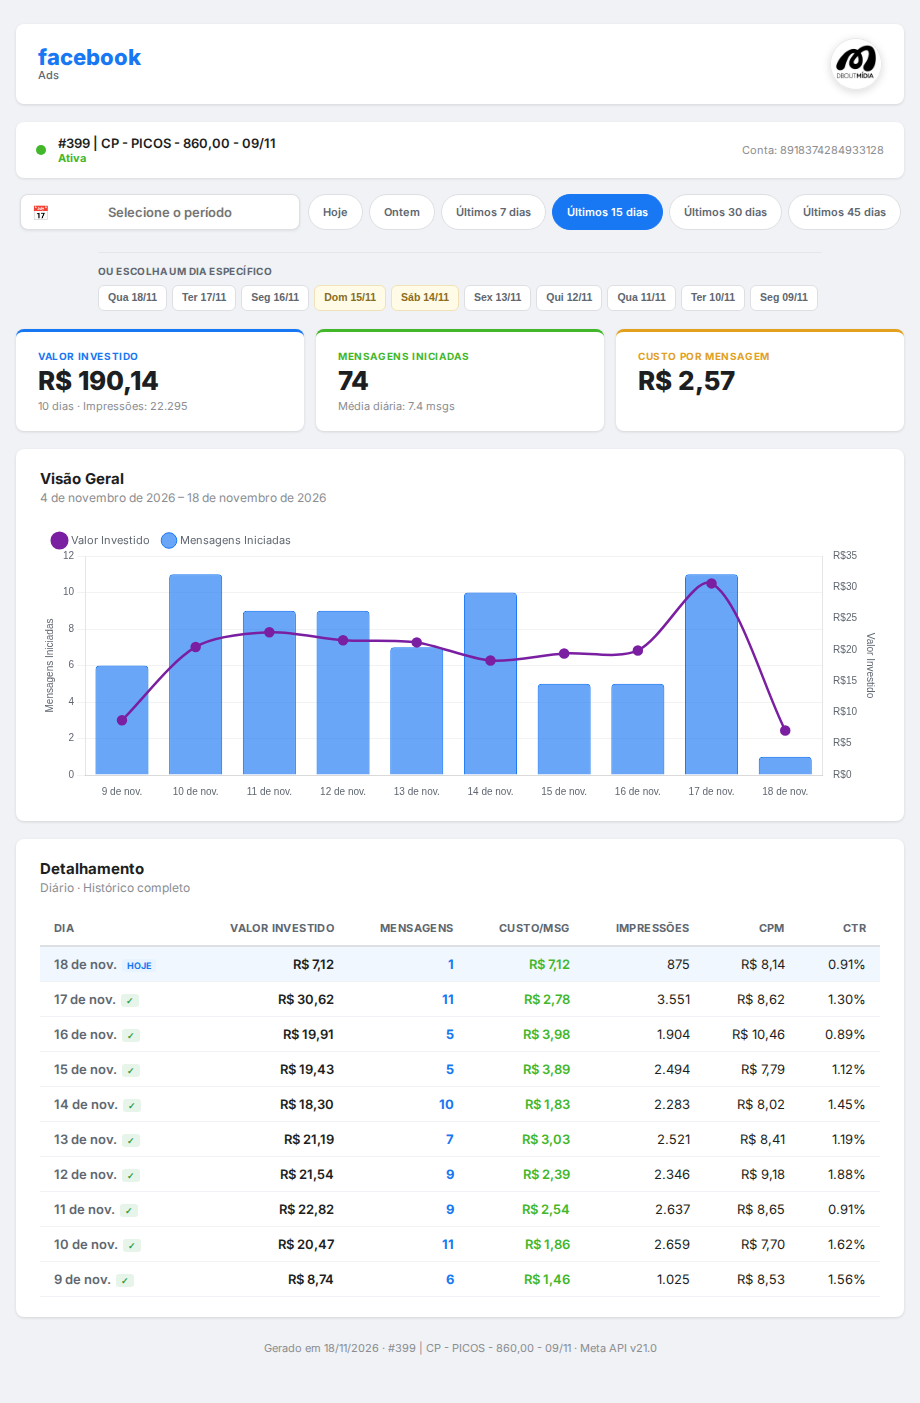 facebook
Ads
DBOUTMÍDIA
#399 | CP - PICOS - 860,00 - 09/11
Ativa
Conta: 8918374284933128
Selecione o período
Hoje
Ontem
Últimos 7 dias
Últimos 15 dias
Últimos 30 dias
Últimos 45 dias
OU ESCOLHA UM DIA ESPECÍFICO
Qua 18/11
Ter 17/11
Seg 16/11
Dom 15/11
Sáb 14/11
Sex 13/11
Qui 12/11
Qua 11/11
Ter 10/11
Seg 09/11
VALOR INVESTIDO
R$ 190,14
10 dias · Impressões: 22.295
MENSAGENS INICIADAS
74
Média diária: 7.4 msgs
CUSTO POR MENSAGEM
R$ 2,57
Visão Geral
4 de novembro de 2026 – 18 de novembro de 2026
Valor Investido
Mensagens Iniciadas
Mensagens Iniciadas
12
10
8
6
4
2
0
R$35
R$30
R$25
R$20
R$15
R$10
R$5
R$0
Valor Investido
9 de nov.
10 de nov.
11 de nov.
12 de nov.
13 de nov.
14 de nov.
15 de nov.
16 de nov.
17 de nov.
18 de nov.
Detalhamento
Diário · Histórico completo
DIA VALOR INVESTIDO MENSAGENS CUSTO/MSG IMPRESSÕES CPM CTR
18 de nov. HOJE R$ 7,12 1 R$ 7,12 875 R$ 8,14 0.91%
17 de nov. ✓ R$ 30,62 11 R$ 2,78 3.551 R$ 8,62 1.30%
16 de nov. ✓ R$ 19,91 5 R$ 3,98 1.904 R$ 10,46 0.89%
15 de nov. ✓ R$ 19,43 5 R$ 3,89 2.494 R$ 7,79 1.12%
14 de nov. ✓ R$ 18,30 10 R$ 1,83 2.283 R$ 8,02 1.45%
13 de nov. ✓ R$ 21,19 7 R$ 3,03 2.521 R$ 8,41 1.19%
12 de nov. ✓ R$ 21,54 9 R$ 2,39 2.346 R$ 9,18 1.88%
11 de nov. ✓ R$ 22,82 9 R$ 2,54 2.637 R$ 8,65 0.91%
10 de nov. ✓ R$ 20,47 11 R$ 1,86 2.659 R$ 7,70 1.62%
9 de nov. ✓ R$ 8,74 6 R$ 1,46 1.025 R$ 8,53 1.56%
Gerado em 18/11/2026 · #399 | CP - PICOS - 860,00 - 09/11 · Meta API v21.0